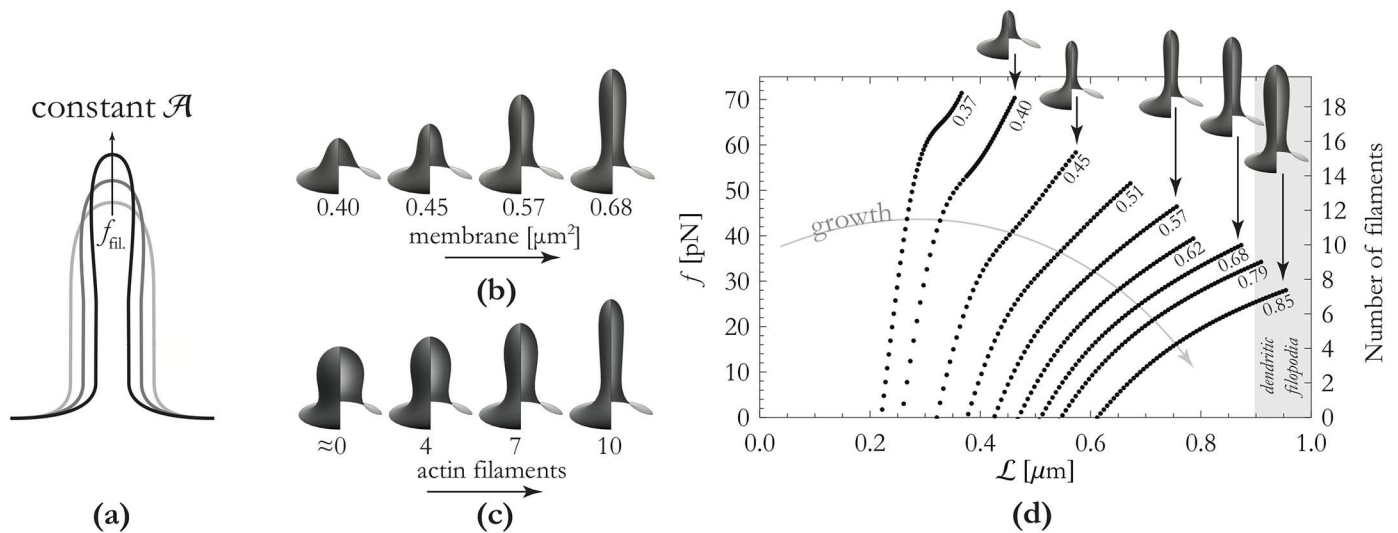 constant 𝒜
f fil.
(a)
0.40 0.45 0.57 0.68
membrane [μm²]
(b)
≈0 4 7 10
actin filaments
(c)
f [pN]
70
60
50
40
30
20
10
0
0.0 0.2 0.4 0.6 0.8 1.0
ℒ [μm]
growth
0.37
0.40
0.45
0.51
0.57
0.62
0.68
0.79
0.85
dendritic
filopodia
18
16
14
12
10
8
6
4
2
0
Number of filaments
(d)